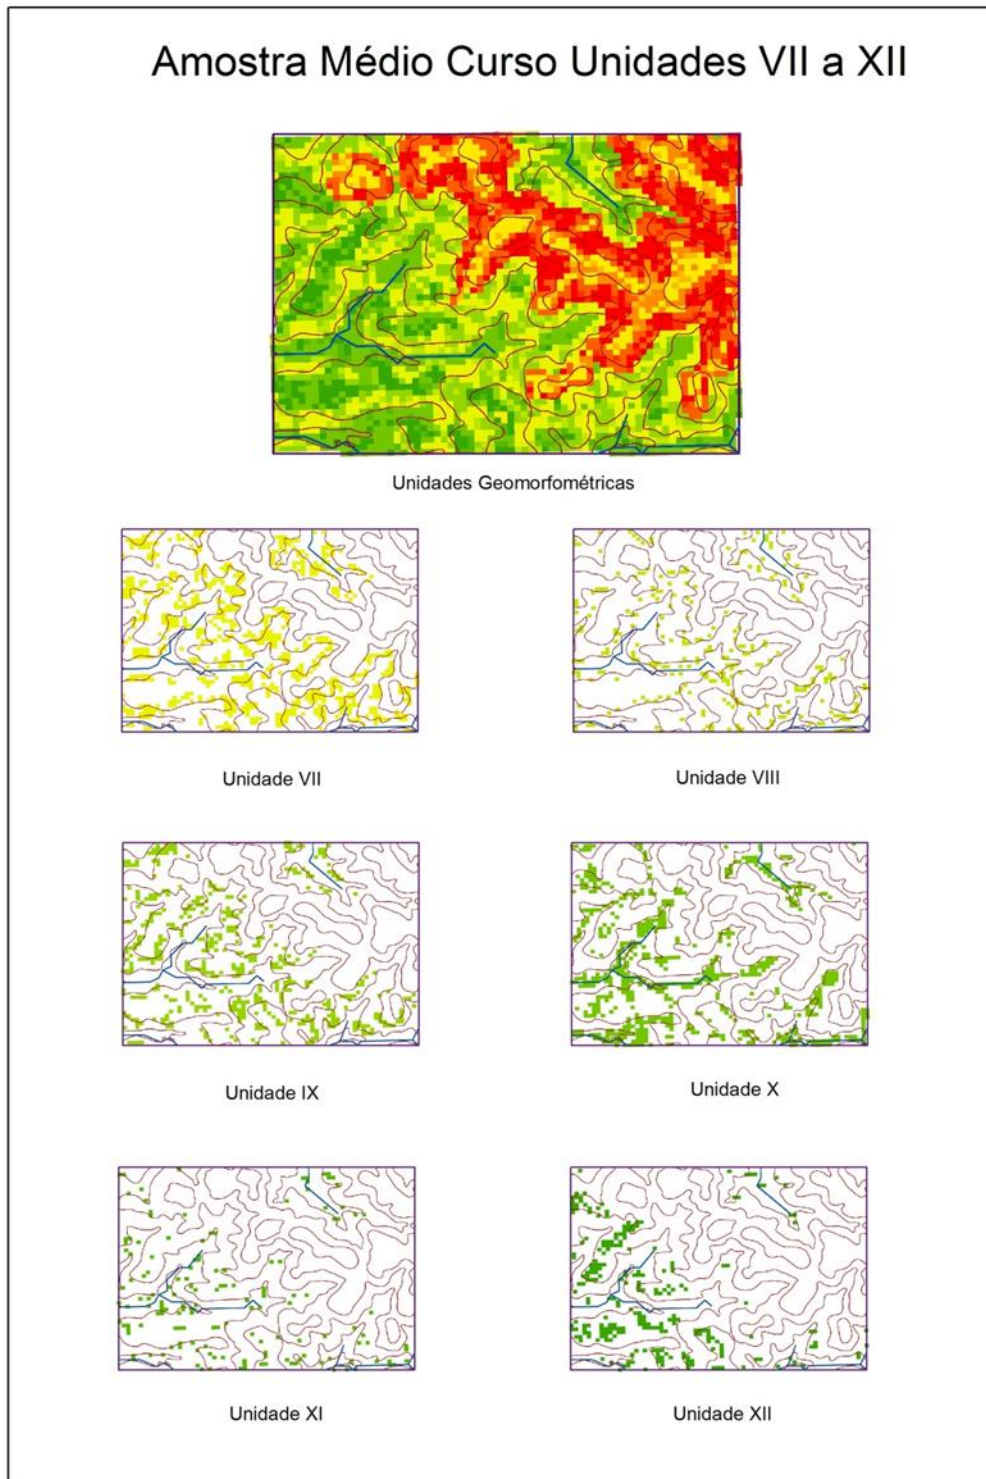 Amostra Médio Curso Unidades VII a XII
Unidades Geomorfométricas
Unidade VII
Unidade VIII
Unidade IX
Unidade X
Unidade XI
Unidade XII